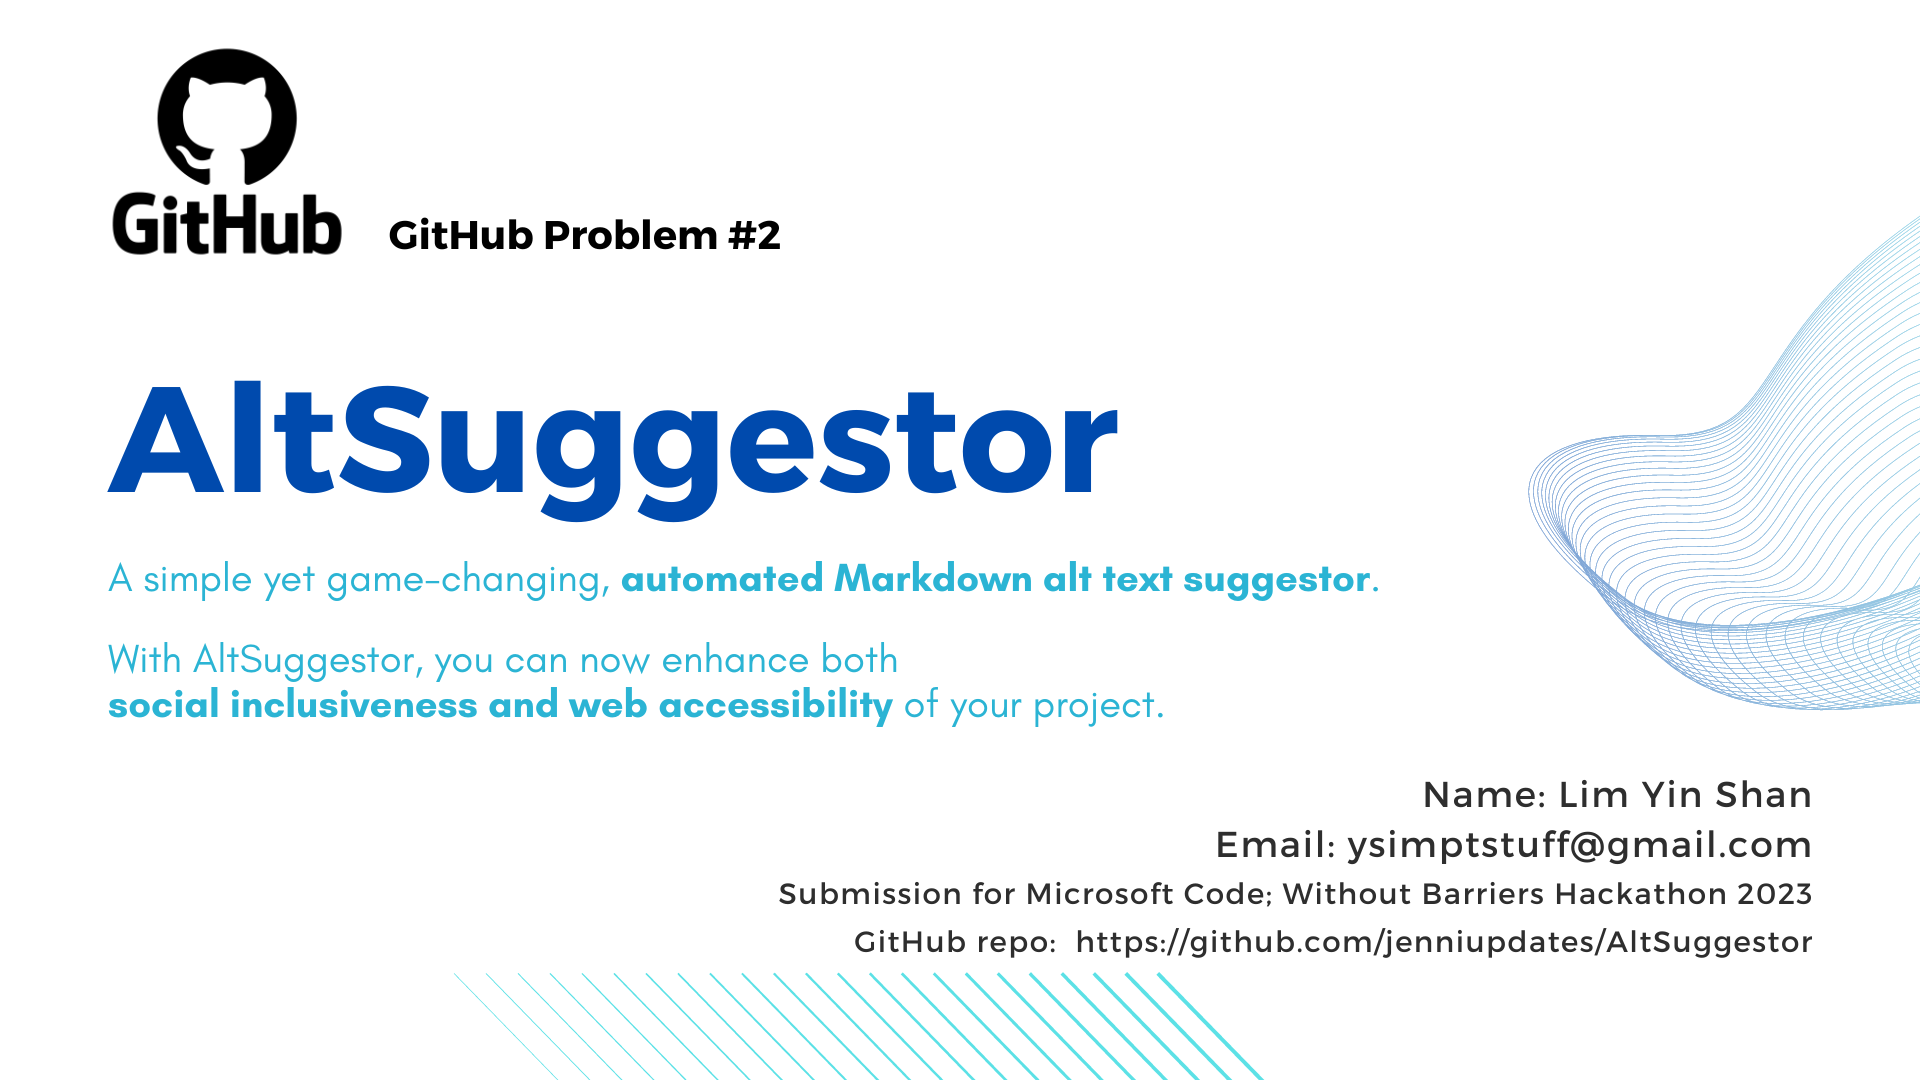 GitHub
GitHub Problem #2
AltSuggestor
A simple yet game-changing, automated Markdown alt text suggestor.
With AltSuggestor, you can now enhance both
social inclusiveness and web accessibility of your project.
Name: Lim Yin Shan
Email: ysimptstuff@gmail.com
Submission for Microsoft Code; Without Barriers Hackathon 2023
GitHub repo: https://github.com/jenniupdates/AltSuggestor